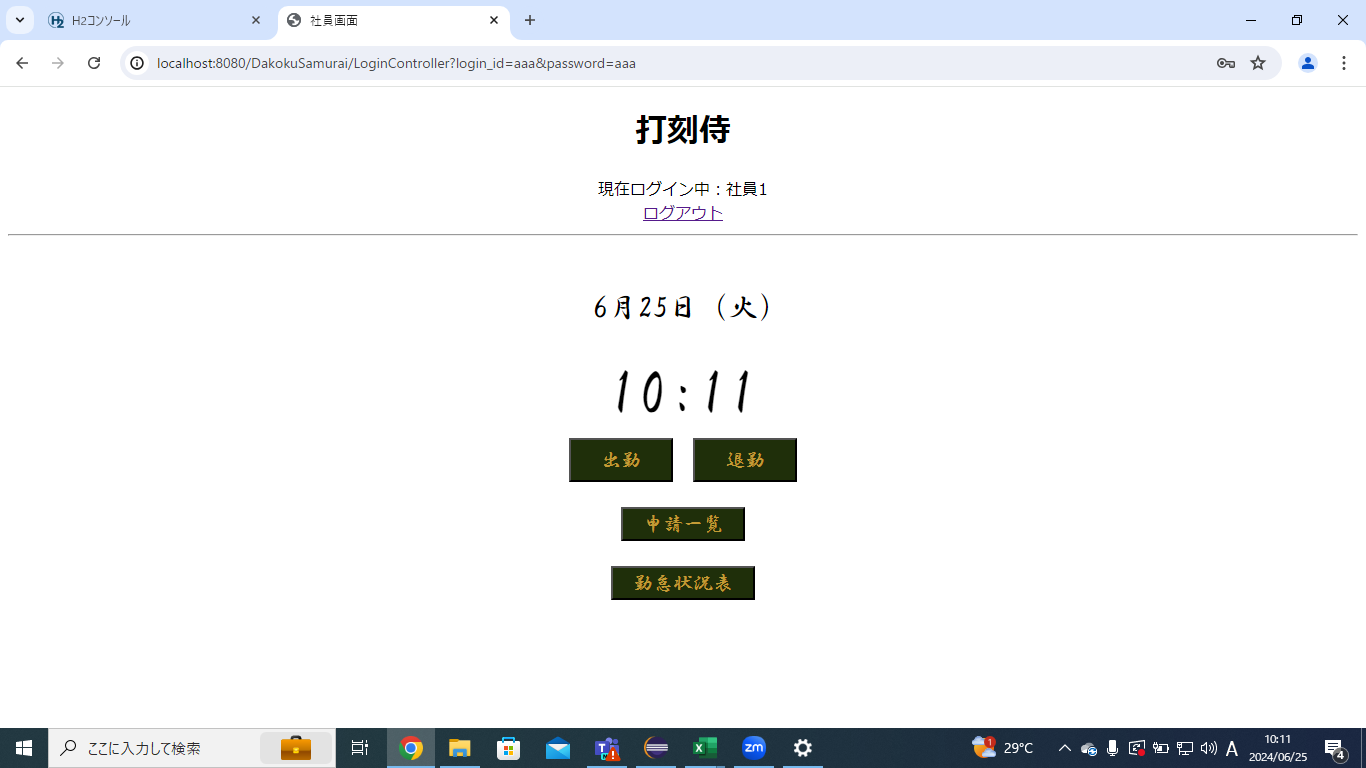 H2コンソール
社員画面
localhost:8080/DakokuSamurai/LoginController?login_id=aaa&password=aaa
打刻侍
現在ログイン中：社員1
ログアウト
6月25日（火）
10:11
出勤 退勤
申請一覧
勤怠状況表
ここに入力して検索
zm
1
29°C
A
10:11
2024/06/25
4